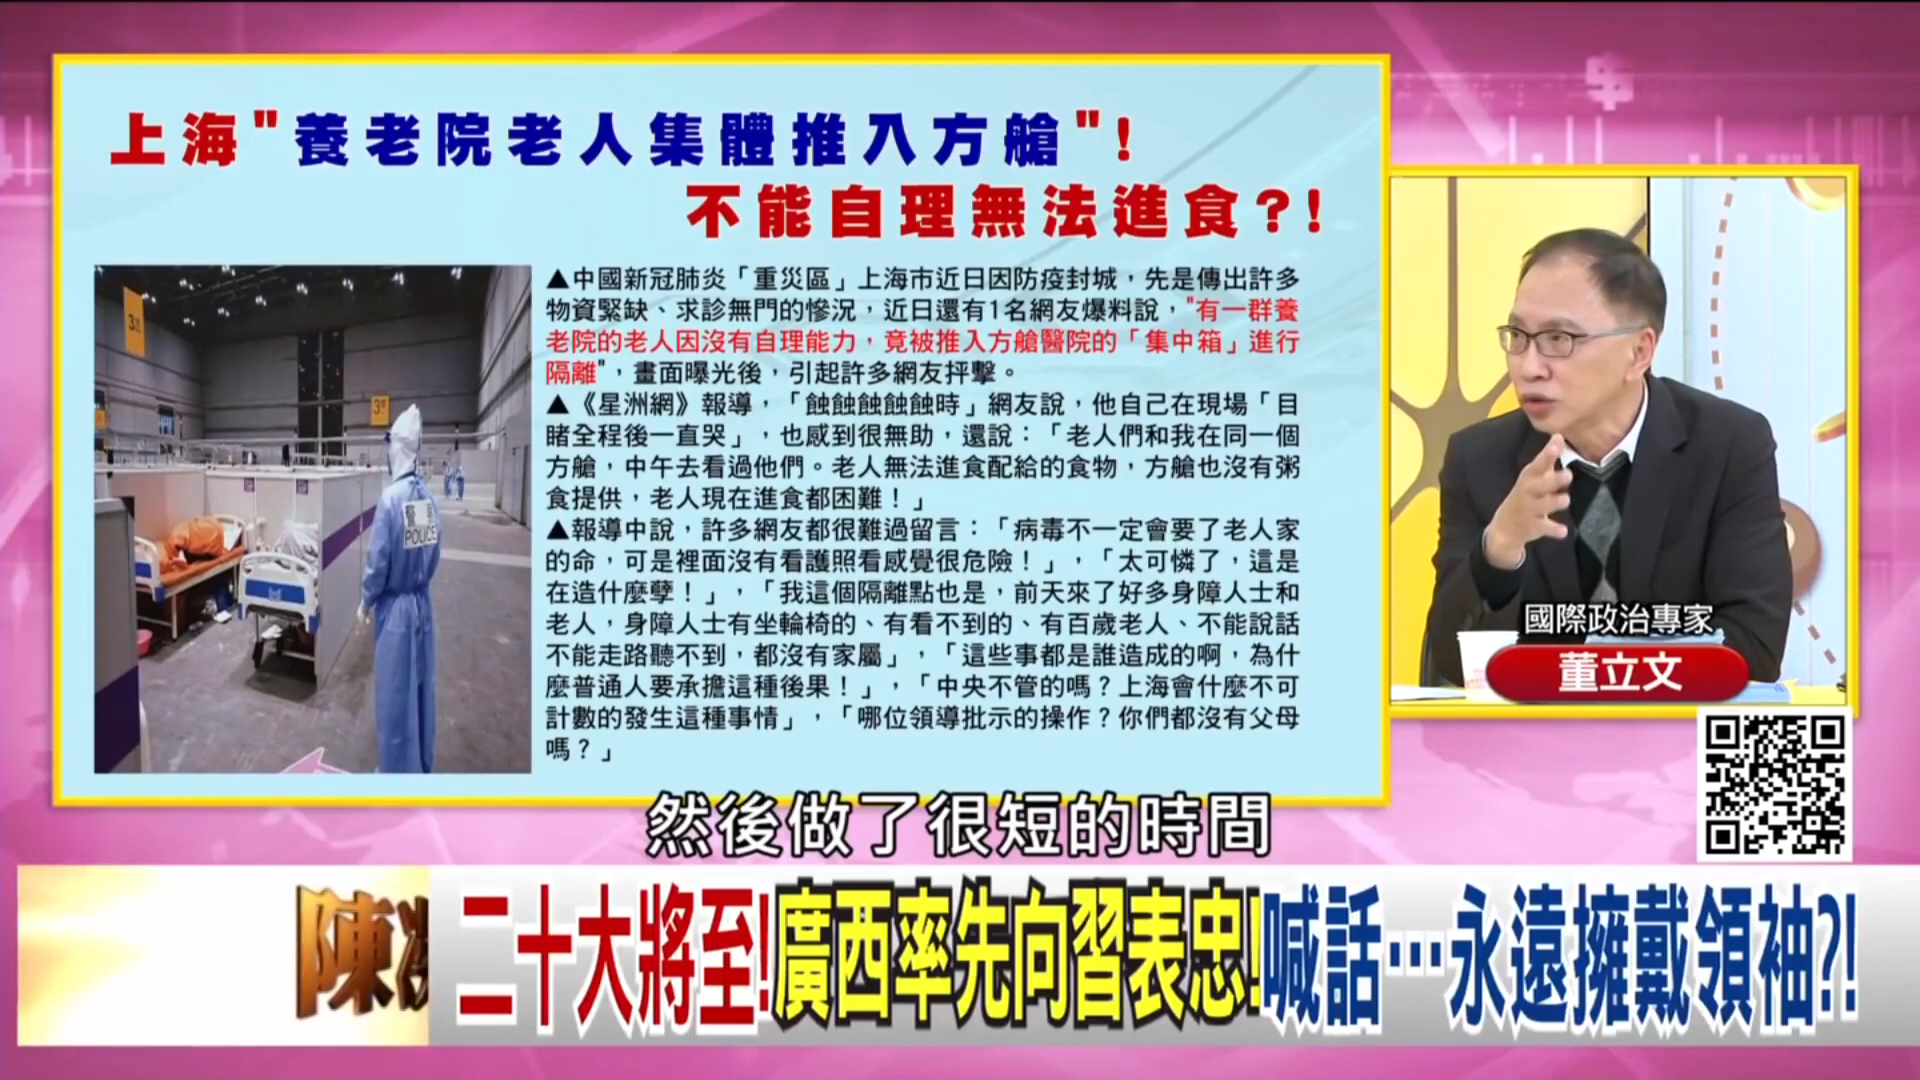 上海"養老院老人集體推入方艙"!
不能自理無法進食?!
▲中國新冠肺炎「重災區」上海市近日因防疫封城，先是傳出許多
物資緊缺、求診無門的慘況，近日還有1名網友爆料說，"有一群養
老院的老人因沒有自理能力，竟被推入方艙醫院的「集中箱」進行
隔離"，畫面曝光後，引起許多網友抨擊。
▲《星洲網》報導，「蝕蝕蝕蝕蝕時」網友說，他自己在現場「目
睹全程後一直哭」，也感到很無助，還說：「老人們和我在同一個
方艙，中午去看過他們。老人無法進食配給的食物，方艙也沒有粥
食提供，老人現在進食都困難！」
▲報導中說，許多網友都很難過留言：「病毒不一定會要了老人家
的命，可是裡面沒有看護照看感覺很危險！」，「太可憐了，這是
在造什麼孽！」，「我這個隔離點也是，前天來了好多身障人士和
老人，身障人士有坐輪椅的、有看不到的、有百歲老人、不能說話
不能走路聽不到，都沒有家屬」，「這些事都是誰造成的啊，為什
麼普通人要承擔這種後果！」，「中央不管的嗎？上海會什麼不可
計數的發生這種事情」，「哪位領導批示的操作？你們都沒有父母
嗎？」
POLICE
國際政治專家
董立文
然後做了很短的時間
陳
二十大將至!廣西率先向習表忠!喊話…永遠擁戴領袖?!